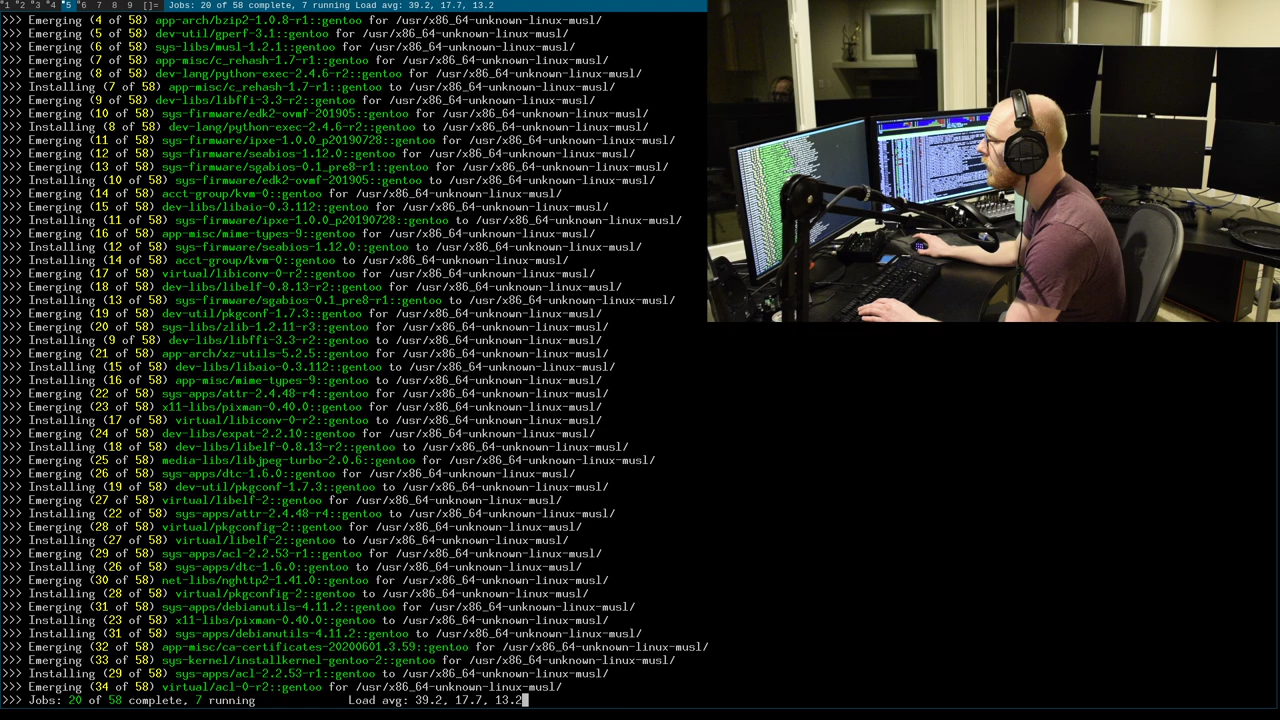 1 2 3 4 5 6 7 8 9 []= Jobs: 20 of 58 complete, 7 running Load avg: 39.2, 17.7, 13.2
>>> Emerging (4 of 58) app-arch/bzip2-1.0.8-r1::gentoo for /usr/x86_64-unknown-linux-musl/
>>> Emerging (5 of 58) dev-util/gperf-3.1::gentoo for /usr/x86_64-unknown-linux-musl/
>>> Emerging (6 of 58) sys-libs/musl-1.2.1::gentoo for /usr/x86_64-unknown-linux-musl/
>>> Emerging (7 of 58) app-misc/c_rehash-1.7-r1::gentoo for /usr/x86_64-unknown-linux-musl/
>>> Emerging (8 of 58) dev-lang/python-exec-2.4.6-r2::gentoo for /usr/x86_64-unknown-linux-musl/
>>> Installing (7 of 58) app-misc/c_rehash-1.7-r1::gentoo to /usr/x86_64-unknown-linux-musl/
>>> Emerging (9 of 58) dev-libs/libffi-3.3-r2::gentoo for /usr/x86_64-unknown-linux-musl/
>>> Emerging (10 of 58) sys-firmware/edk2-ovmf-201905::gentoo for /usr/x86_64-unknown-linux-musl/
>>> Installing (8 of 58) dev-lang/python-exec-2.4.6-r2::gentoo to /usr/x86_64-unknown-linux-musl/
>>> Emerging (11 of 58) sys-firmware/ipxe-1.0.0_p20190728::gentoo for /usr/x86_64-unknown-linux-musl/
>>> Emerging (12 of 58) sys-firmware/seabios-1.12.0::gentoo for /usr/x86_64-unknown-linux-musl/
>>> Emerging (13 of 58) sys-firmware/sgabios-0.1_pre8-r1::gentoo for /usr/x86_64-unknown-linux-musl/
>>> Installing (10 of 58) sys-firmware/edk2-ovmf-201905::gentoo to /usr/x86_64-unknown-linux-musl/
>>> Emerging (14 of 58) acct-group/kvm-0::gentoo for /usr/x86_64-unknown-linux-musl/
>>> Emerging (15 of 58) dev-libs/libaio-0.3.112::gentoo for /usr/x86_64-unknown-linux-musl/
>>> Installing (11 of 58) sys-firmware/ipxe-1.0.0_p20190728::gentoo to /usr/x86_64-unknown-linux-musl/
>>> Emerging (16 of 58) app-misc/mime-types-9::gentoo for /usr/x86_64-unknown-linux-musl/
>>> Installing (12 of 58) sys-firmware/seabios-1.12.0::gentoo to /usr/x86_64-unknown-linux-musl/
>>> Installing (14 of 58) acct-group/kvm-0::gentoo to /usr/x86_64-unknown-linux-musl/
>>> Emerging (17 of 58) virtual/libiconv-0-r2::gentoo for /usr/x86_64-unknown-linux-musl/
>>> Emerging (18 of 58) dev-libs/libelf-0.8.13-r2::gentoo for /usr/x86_64-unknown-linux-musl/
>>> Installing (13 of 58) sys-firmware/sgabios-0.1_pre8-r1::gentoo to /usr/x86_64-unknown-linux-musl/
>>> Emerging (19 of 58) dev-util/pkgconf-1.7.3::gentoo for /usr/x86_64-unknown-linux-musl/
>>> Emerging (20 of 58) sys-libs/zlib-1.2.11-r3::gentoo for /usr/x86_64-unknown-linux-musl/
>>> Installing (9 of 58) dev-libs/libffi-3.3-r2::gentoo to /usr/x86_64-unknown-linux-musl/
>>> Emerging (21 of 58) app-arch/xz-utils-5.2.5::gentoo for /usr/x86_64-unknown-linux-musl/
>>> Installing (15 of 58) dev-libs/libaio-0.3.112::gentoo to /usr/x86_64-unknown-linux-musl/
>>> Installing (16 of 58) app-misc/mime-types-9::gentoo to /usr/x86_64-unknown-linux-musl/
>>> Emerging (22 of 58) sys-apps/attr-2.4.48-r4::gentoo for /usr/x86_64-unknown-linux-musl/
>>> Emerging (23 of 58) x11-libs/pixman-0.40.0::gentoo for /usr/x86_64-unknown-linux-musl/
>>> Installing (17 of 58) virtual/libiconv-0-r2::gentoo to /usr/x86_64-unknown-linux-musl/
>>> Emerging (24 of 58) dev-libs/expat-2.2.10::gentoo for /usr/x86_64-unknown-linux-musl/
>>> Installing (18 of 58) dev-libs/libelf-0.8.13-r2::gentoo to /usr/x86_64-unknown-linux-musl/
>>> Emerging (25 of 58) media-libs/libjpeg-turbo-2.0.6::gentoo for /usr/x86_64-unknown-linux-musl/
>>> Emerging (26 of 58) sys-apps/dtc-1.6.0::gentoo for /usr/x86_64-unknown-linux-musl/
>>> Installing (19 of 58) dev-util/pkgconf-1.7.3::gentoo to /usr/x86_64-unknown-linux-musl/
>>> Emerging (27 of 58) virtual/libelf-2::gentoo for /usr/x86_64-unknown-linux-musl/
>>> Installing (22 of 58) sys-apps/attr-2.4.48-r4::gentoo to /usr/x86_64-unknown-linux-musl/
>>> Emerging (28 of 58) virtual/pkgconfig-2::gentoo for /usr/x86_64-unknown-linux-musl/
>>> Installing (27 of 58) virtual/libelf-2::gentoo to /usr/x86_64-unknown-linux-musl/
>>> Emerging (29 of 58) sys-apps/acl-2.2.53-r1::gentoo for /usr/x86_64-unknown-linux-musl/
>>> Installing (26 of 58) sys-apps/dtc-1.6.0::gentoo to /usr/x86_64-unknown-linux-musl/
>>> Emerging (30 of 58) net-libs/nghttp2-1.41.0::gentoo for /usr/x86_64-unknown-linux-musl/
>>> Installing (28 of 58) virtual/pkgconfig-2::gentoo to /usr/x86_64-unknown-linux-musl/
>>> Emerging (31 of 58) sys-apps/debianutils-4.11.2::gentoo for /usr/x86_64-unknown-linux-musl/
>>> Installing (23 of 58) x11-libs/pixman-0.40.0::gentoo to /usr/x86_64-unknown-linux-musl/
>>> Installing (31 of 58) sys-apps/debianutils-4.11.2::gentoo to /usr/x86_64-unknown-linux-musl/
>>> Emerging (32 of 58) app-misc/ca-certificates-20200601.3.59::gentoo for /usr/x86_64-unknown-linux-musl/
>>> Emerging (33 of 58) sys-kernel/installkernel-gentoo-2::gentoo for /usr/x86_64-unknown-linux-musl/
>>> Installing (29 of 58) sys-apps/acl-2.2.53-r1::gentoo to /usr/x86_64-unknown-linux-musl/
>>> Emerging (34 of 58) virtual/acl-0-r2::gentoo for /usr/x86_64-unknown-linux-musl/
>>> Jobs: 20 of 58 complete, 7 running Load avg: 39.2, 17.7, 13.2